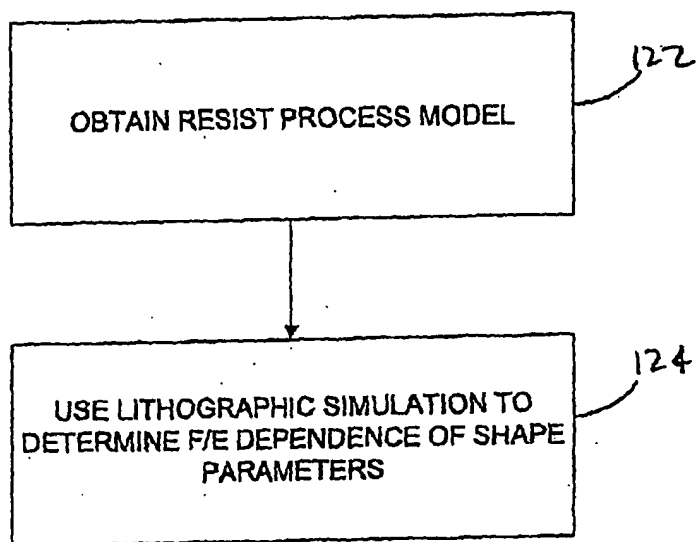 OBTAIN RESIST PROCESS MODEL
122
USE LITHOGRAPHIC SIMULATION TO
DETERMINE F/E DEPENDENCE OF SHAPE
PARAMETERS
124